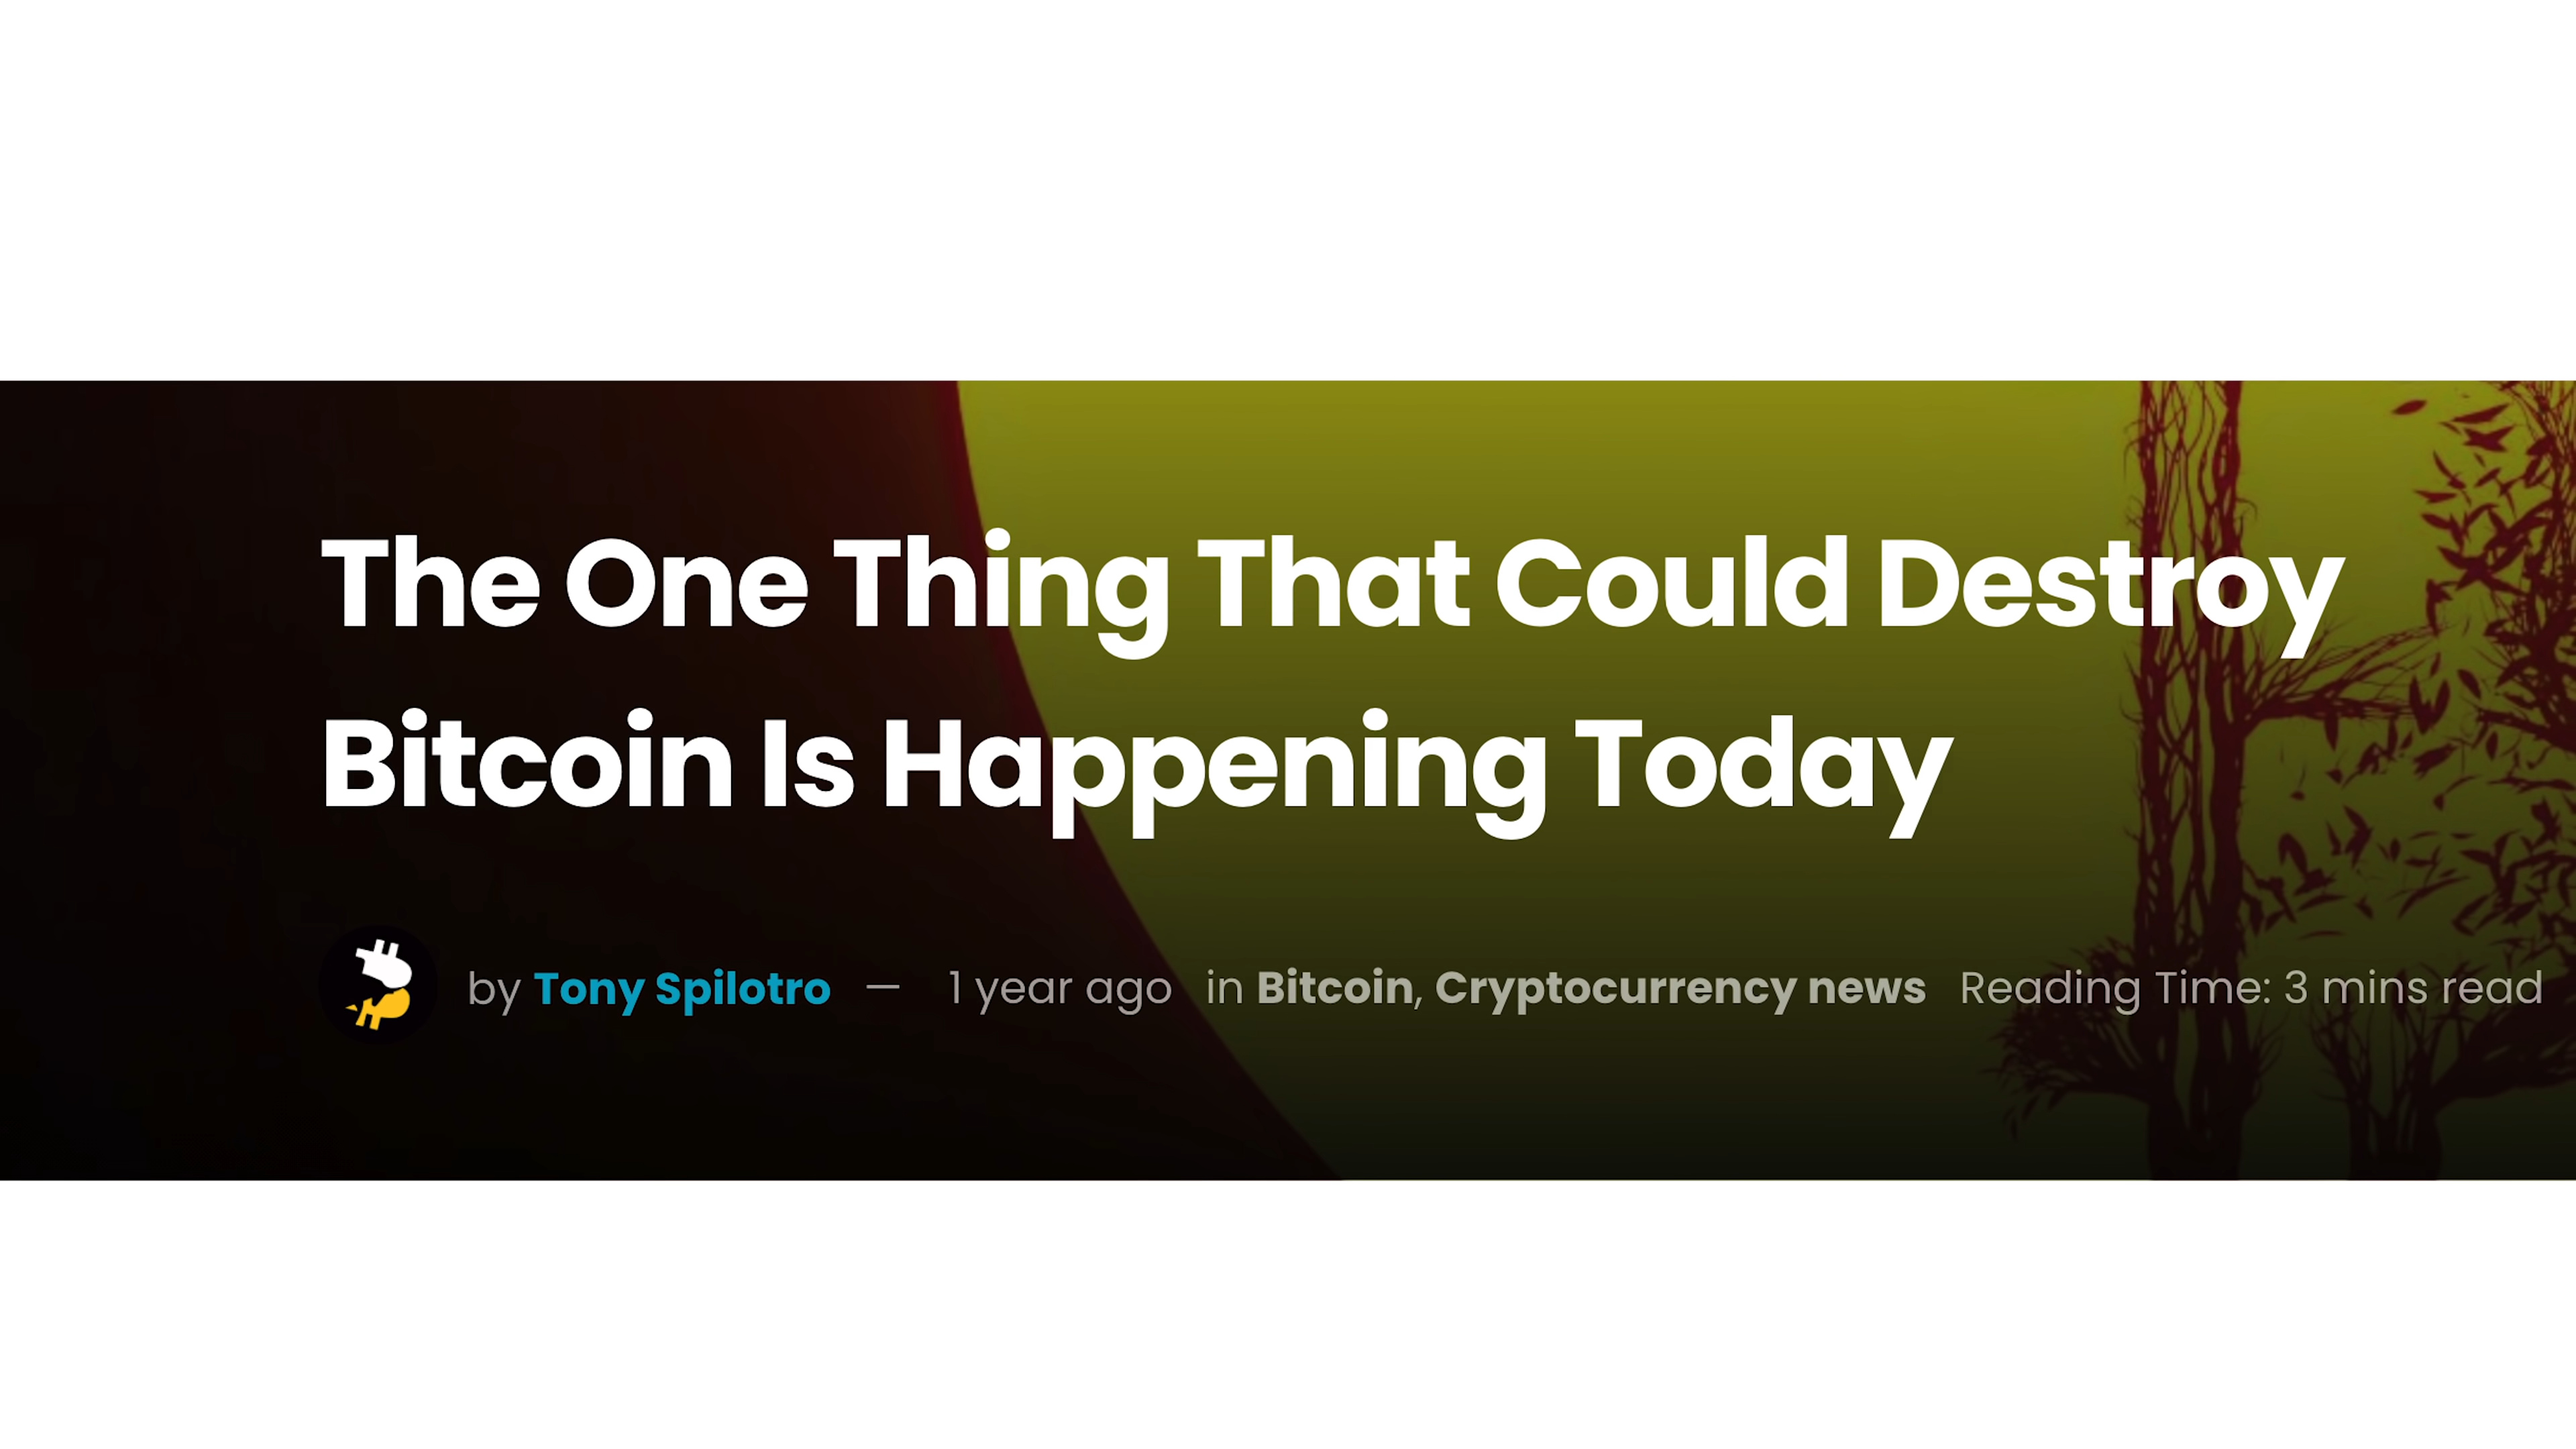 The One Thing That Could Destroy
Bitcoin Is Happening Today
by Tony Spilotro — 1 year ago in Bitcoin, Cryptocurrency news Reading Time: 3 mins read